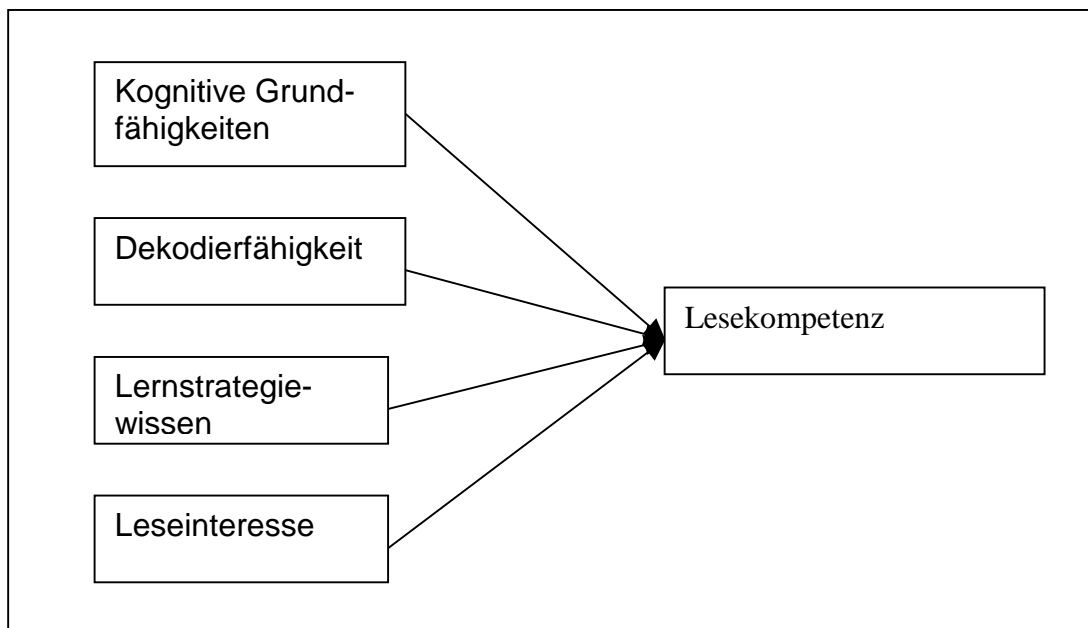 Kognitive Grund-
fähigkeiten
Dekodierfähigkeit
Lernstrategie-
wissen
Leseinteresse
Lesekompetenz